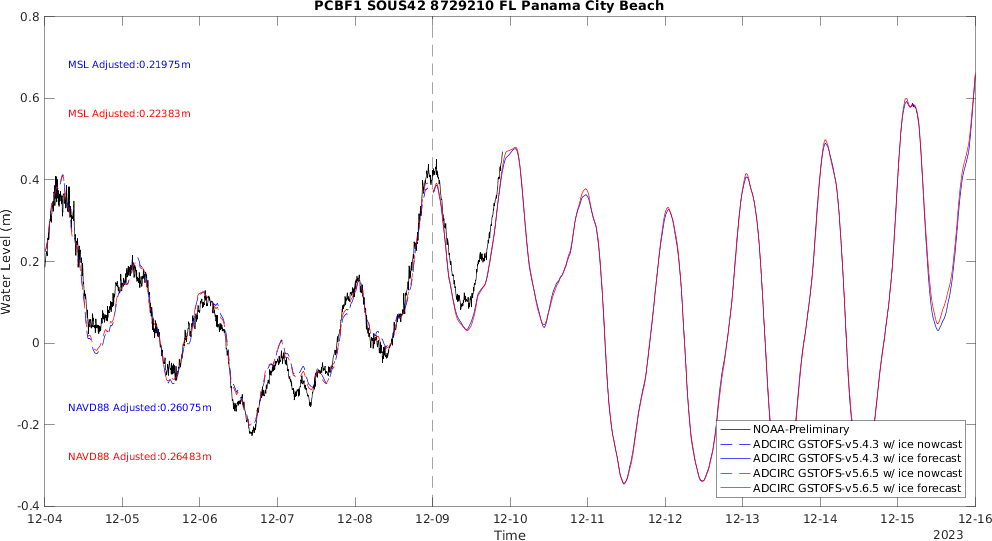 PCBF1 SOUS42 8729210 FL Panama City Beach
0.8
0.6
0.4
0.2
0
-0.2
-0.4
Water Level (m)
MSL Adjusted:0.21975m
MSL Adjusted:0.22383m
NAVD88 Adjusted:0.26075m
NAVD88 Adjusted:0.26483m
NOAA-Preliminary
ADCIRC GSTOFS-v5.4.3 w/ ice nowcast
ADCIRC GSTOFS-v5.4.3 w/ ice forecast
ADCIRC GSTOFS-v5.6.5 w/ ice nowcast
ADCIRC GSTOFS-v5.6.5 w/ ice forecast
12-04 12-05 12-06 12-07 12-08 12-09 12-10 12-11 12-12 12-13 12-14 12-15 12-16
Time
2023